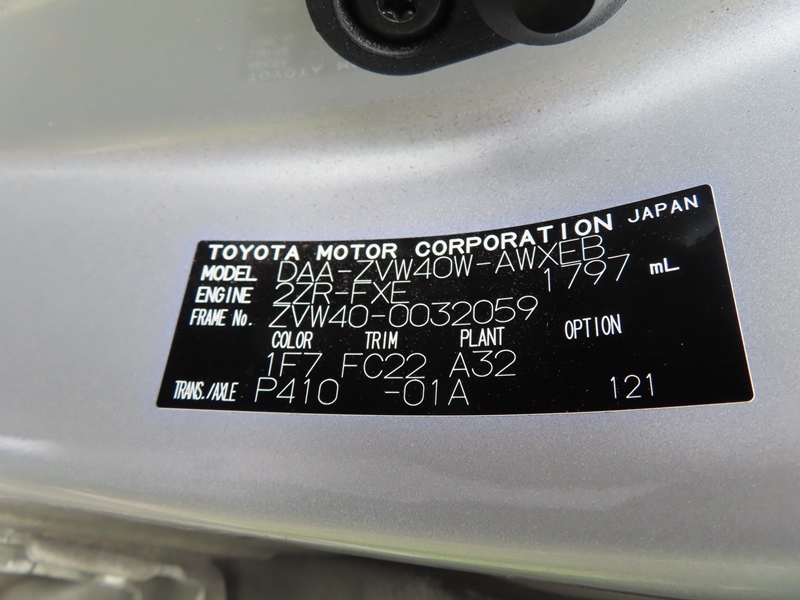 TOYOTA MOTOR CORPORATION JAPAN
MODEL DAA-ZVW40W-AWXEB
ENGINE 2ZR-FXE 1797 mL
FRAME No. ZVW40-0032059
COLOR TRIM PLANT OPTION
1F7 FC22 A32
TRANS./AXLE P410 -01A 121